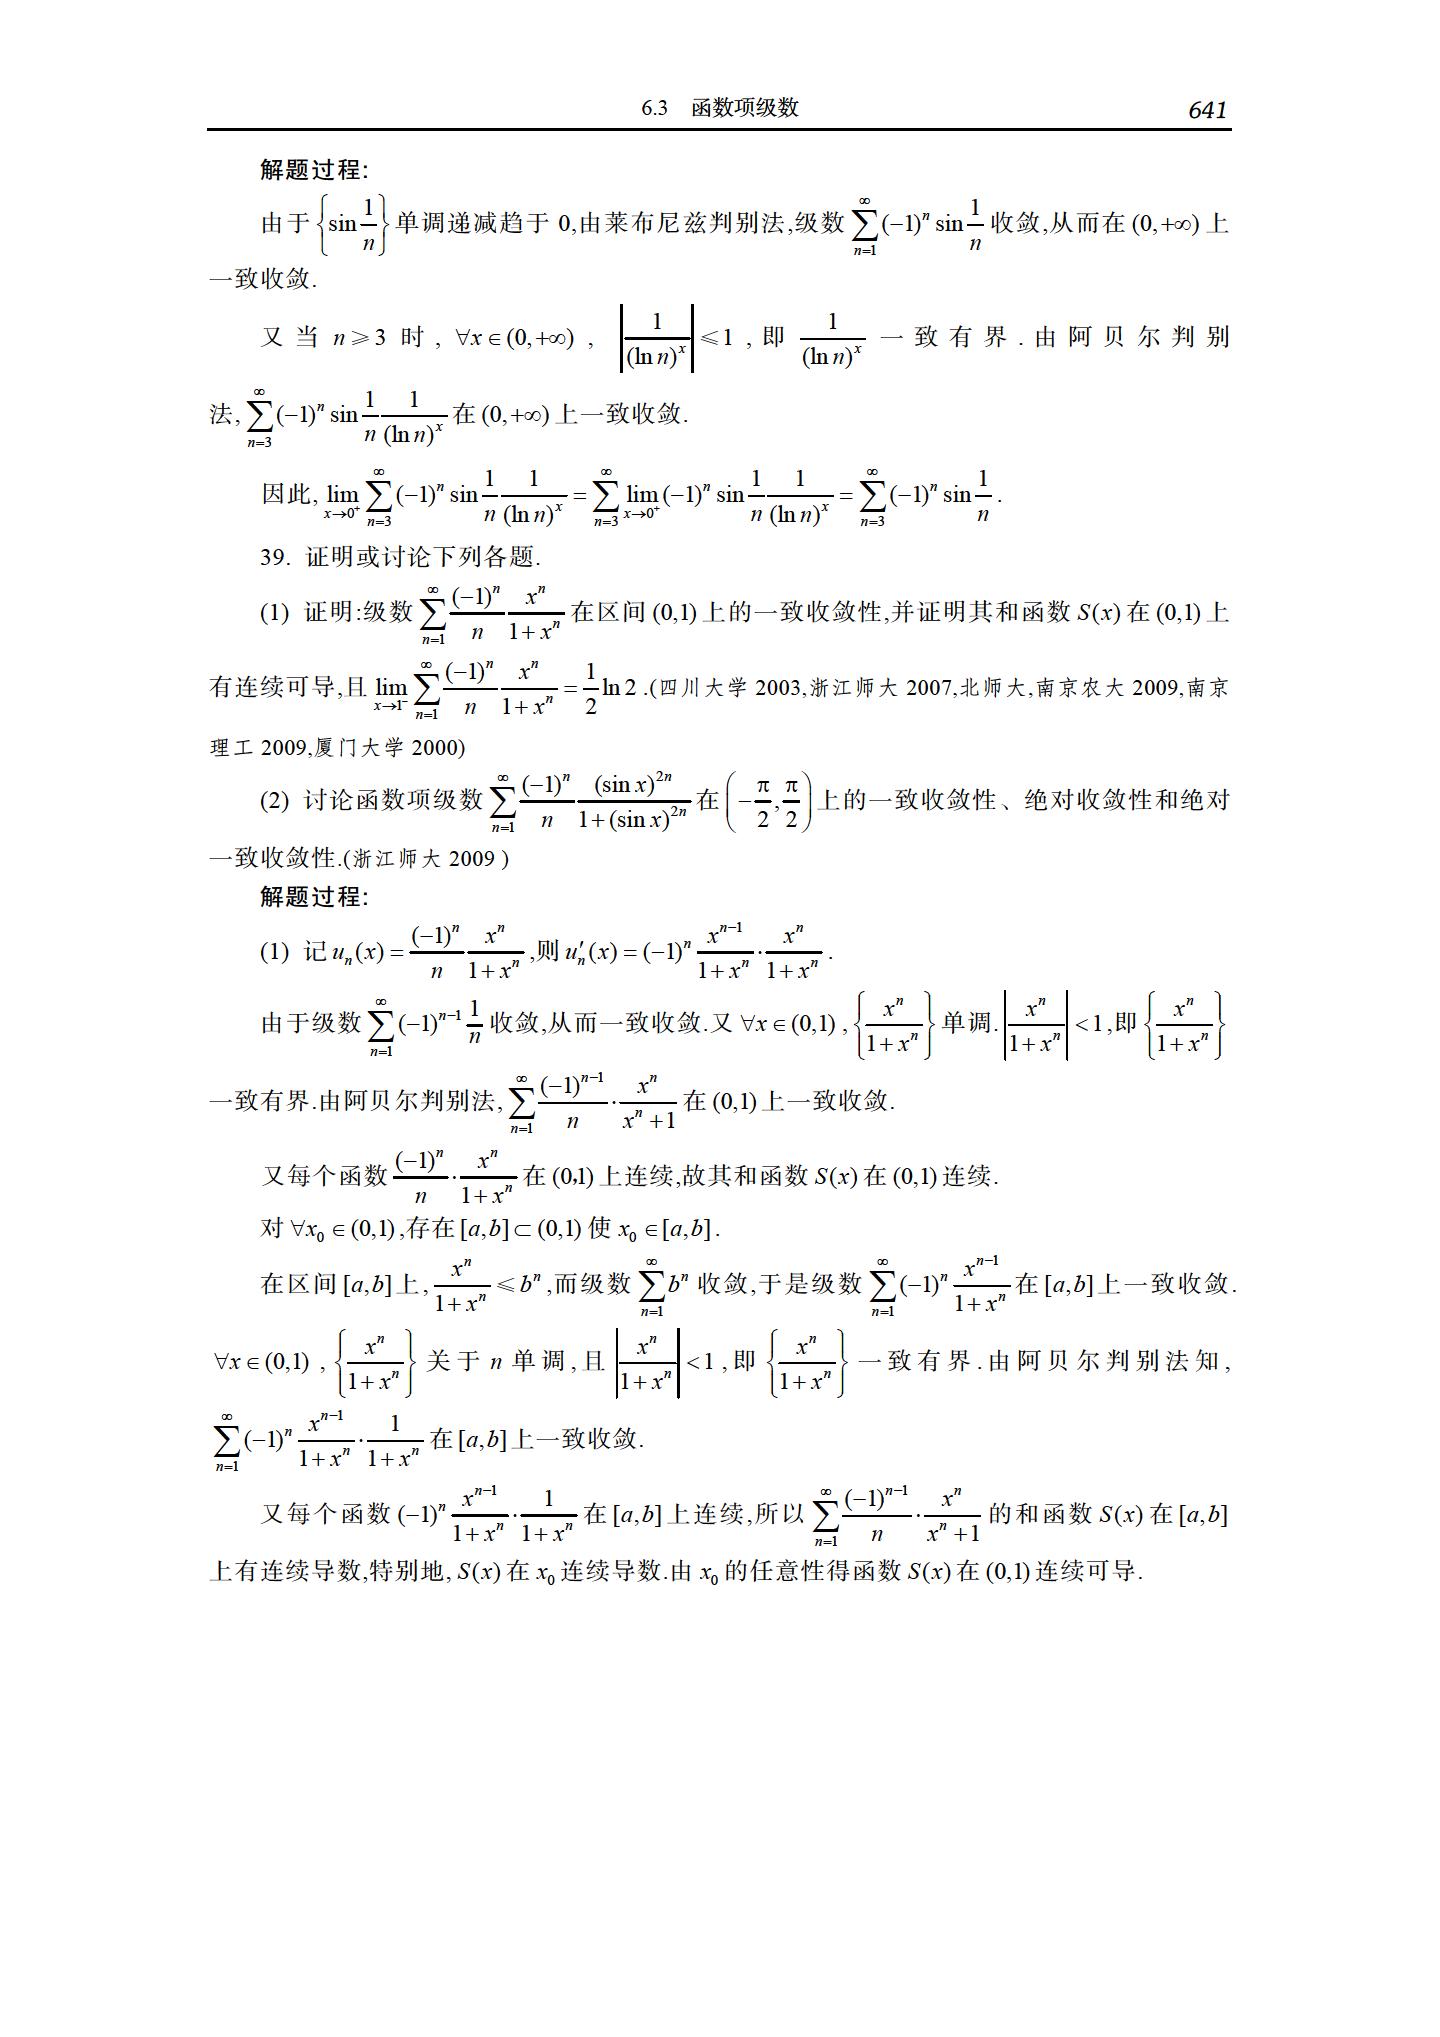 6.3 函数项级数 641
解题过程:
由于$\left\{\sin\frac{1}{n}\right\}$单调递减趋于 0,由莱布尼兹判别法,级数$\sum_{n=1}^{\infty}(-1)^n\sin\frac{1}{n}$收敛,从而在$(0,+\infty)$上
一致收敛.
又当 $n\geqslant 3$ 时, $\forall x\in(0,+\infty)$, $\left|\frac{1}{(\ln n)^x}\right|\leqslant 1$, 即 $\frac{1}{(\ln n)^x}$ 一致有界.由阿贝尔判别
法,$\sum_{n=3}^{\infty}(-1)^n\sin\frac{1}{n}\frac{1}{(\ln n)^x}$在$(0,+\infty)$上一致收敛.
因此,$\lim_{x\to 0^+}\sum_{n=3}^{\infty}(-1)^n\sin\frac{1}{n}\frac{1}{(\ln n)^x}=\sum_{n=3}^{\infty}\lim_{x\to 0^+}(-1)^n\sin\frac{1}{n}\frac{1}{(\ln n)^x}=\sum_{n=3}^{\infty}(-1)^n\sin\frac{1}{n}$.
39. 证明或讨论下列各题.
(1) 证明:级数$\sum_{n=1}^{\infty}\frac{(-1)^n}{n}\frac{x^n}{1+x^n}$在区间$(0,1)$上的一致收敛性,并证明其和函数$S(x)$在$(0,1)$上
有连续可导,且$\lim_{x\to 1^-}\sum_{n=1}^{\infty}\frac{(-1)^n}{n}\frac{x^n}{1+x^n}=\frac{1}{2}\ln 2$.(四川大学 2003,浙江师大 2007,北师大,南京农大 2009,南京
理工 2009,厦门大学 2000)
(2) 讨论函数项级数$\sum_{n=1}^{\infty}\frac{(-1)^n}{n}\frac{(\sin x)^{2n}}{1+(\sin x)^{2n}}$在$\left(-\frac{\pi}{2},\frac{\pi}{2}\right)$上的一致收敛性、绝对收敛性和绝对
一致收敛性.(浙江师大 2009 )
解题过程:
(1) 记$u_n(x)=\frac{(-1)^n}{n}\frac{x^n}{1+x^n}$,则$u_n'(x)=(-1)^n\frac{x^{n-1}}{1+x^n}\cdot\frac{x^n}{1+x^n}$.
由于级数$\sum_{n=1}^{\infty}(-1)^{n-1}\frac{1}{n}$收敛,从而一致收敛.又$\forall x\in(0,1)$,$\left\{\frac{x^n}{1+x^n}\right\}$单调.$\left|\frac{x^n}{1+x^n}\right|<1$,即$\left\{\frac{x^n}{1+x^n}\right\}$
一致有界.由阿贝尔判别法,$\sum_{n=1}^{\infty}\frac{(-1)^{n-1}}{n}\cdot\frac{x^n}{x^n+1}$在$(0,1)$上一致收敛.
又每个函数$\frac{(-1)^n}{n}\cdot\frac{x^n}{1+x^n}$在$(0,1)$上连续,故其和函数$S(x)$在$(0,1)$连续.
对$\forall x_0\in(0,1)$,存在$[a,b]\subset(0,1)$使$x_0\in[a,b]$.
在区间$[a,b]$上,$\frac{x^n}{1+x^n}\leqslant b^n$,而级数$\sum_{n=1}^{\infty}b^n$收敛,于是级数$\sum_{n=1}^{\infty}(-1)^n\frac{x^{n-1}}{1+x^n}$在$[a,b]$上一致收敛.
$\forall x\in(0,1)$,$\left\{\frac{x^n}{1+x^n}\right\}$关于 $n$ 单调,且$\left|\frac{x^n}{1+x^n}\right|<1$,即$\left\{\frac{x^n}{1+x^n}\right\}$一致有界.由阿贝尔判别法知,
$\sum_{n=1}^{\infty}(-1)^n\frac{x^{n-1}}{1+x^n}\cdot\frac{1}{1+x^n}$在$[a,b]$上一致收敛.
又每个函数$(-1)^n\frac{x^{n-1}}{1+x^n}\cdot\frac{1}{1+x^n}$在$[a,b]$上连续,所以$\sum_{n=1}^{\infty}\frac{(-1)^{n-1}}{n}\cdot\frac{x^n}{x^n+1}$的和函数$S(x)$在$[a,b]$
上有连续导数,特别地,$S(x)$在$x_0$连续导数.由$x_0$的任意性得函数$S(x)$在$(0,1)$连续可导.